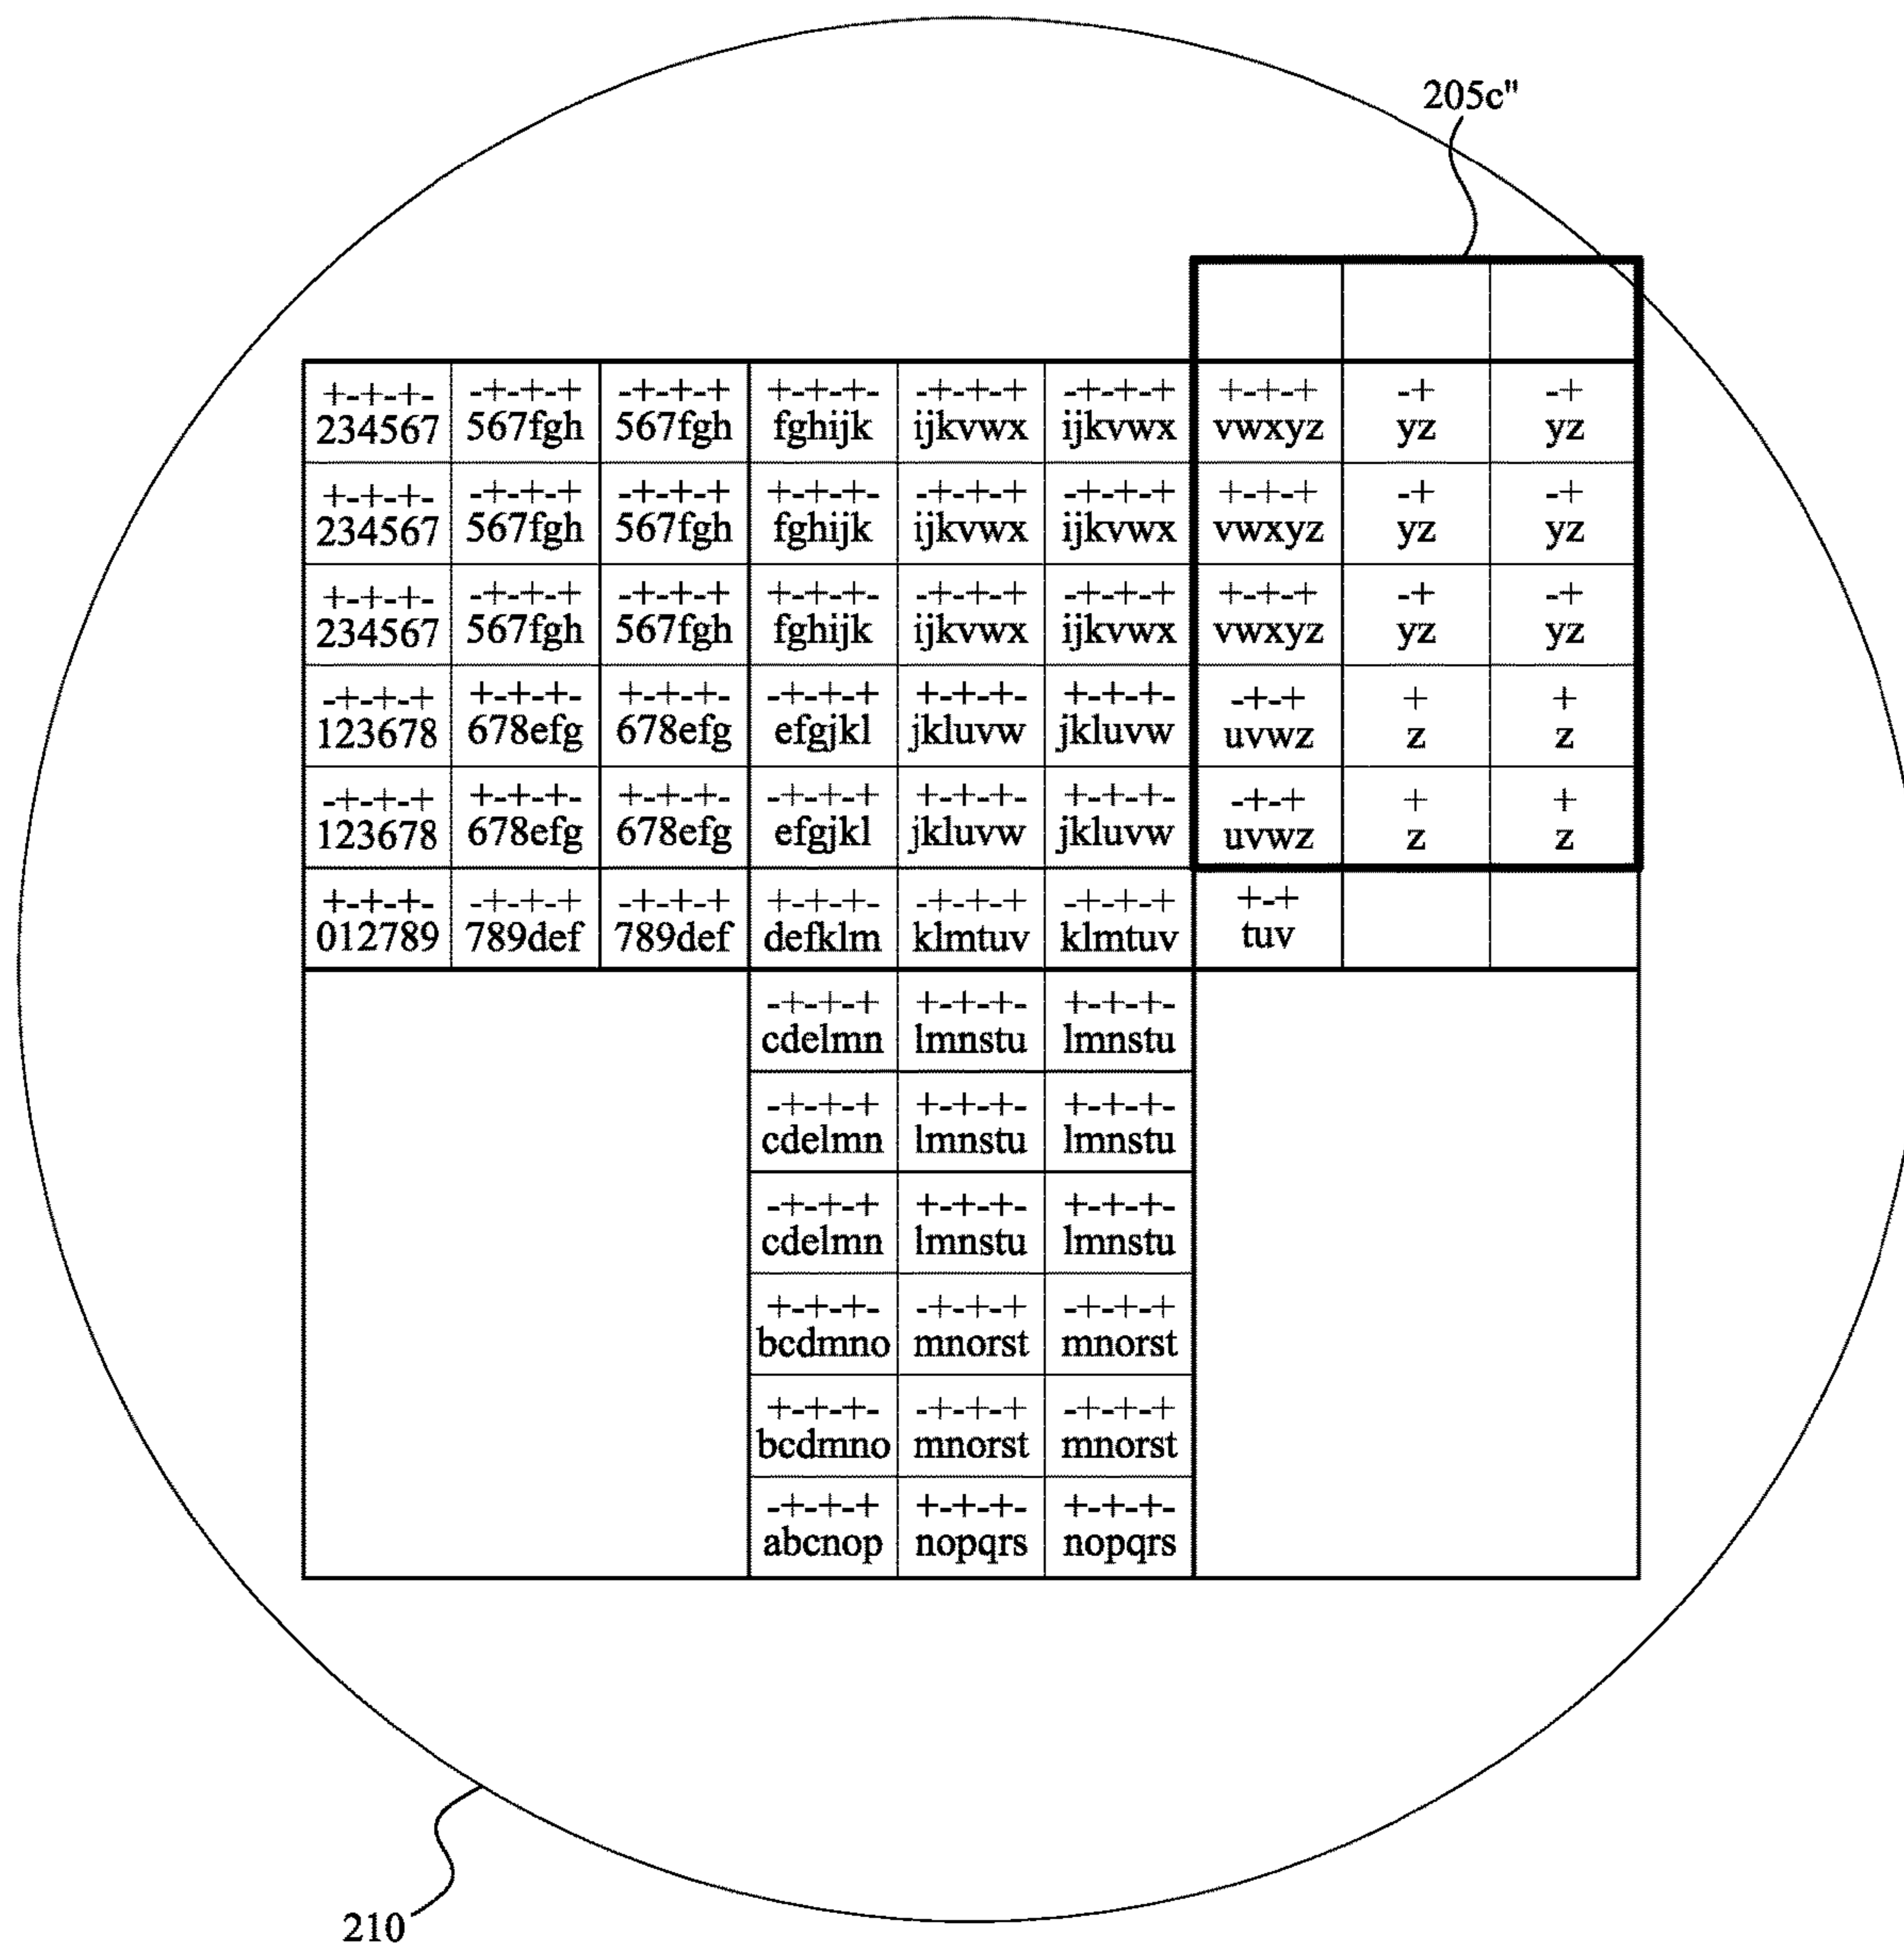 205c"
+-+-+- -+-+-+ -+-+-+ +-+-+- -+-+-+ -+-+-+ +-+-+ -+ -+
234567 567fgh 567fgh fghijk ijkvwx ijkvwx vwxyz yz yz
+-+-+- -+-+-+ -+-+-+ +-+-+- -+-+-+ -+-+-+ +-+-+ -+ -+
234567 567fgh 567fgh fghijk ijkvwx ijkvwx vwxyz yz yz
+-+-+- -+-+-+ -+-+-+ +-+-+- -+-+-+ -+-+-+ +-+-+ -+ -+
234567 567fgh 567fgh fghijk ijkvwx ijkvwx vwxyz yz yz
-+-+-+ +-+-+- +-+-+- -+-+-+ +-+-+- +-+-+- -+-+ + +
123678 678efg 678efg efgjkl jkluvw jkluvw uvwz z z
-+-+-+ +-+-+- +-+-+- -+-+-+ +-+-+- +-+-+- -+-+ + +
123678 678efg 678efg efgjkl jkluvw jkluvw uvwz z z
+-+-+- -+-+-+ -+-+-+ +-+-+- -+-+-+ -+-+-+ +-+
012789 789def 789def defklm klmtuv klmtuv tuv
-+-+-+ +-+-+- +-+-+-
cdelmn lmnstu lmnstu
-+-+-+ +-+-+- +-+-+-
cdelmn lmnstu lmnstu
-+-+-+ +-+-+- +-+-+-
cdelmn lmnstu lmnstu
+-+-+- -+-+-+ -+-+-+
bcdmno mnorst mnorst
+-+-+- -+-+-+ -+-+-+
bcdmno mnorst mnorst
-+-+-+ +-+-+- +-+-+-
abcnop nopqrs nopqrs
210